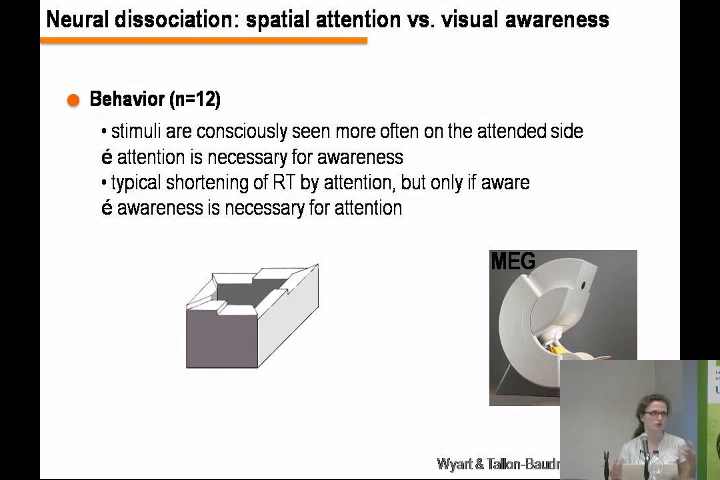 Neural dissociation: spatial attention vs. visual awareness
Behavior (n=12)
• stimuli are consciously seen more often on the attended side
é attention is necessary for awareness
• typical shortening of RT by attention, but only if aware
é awareness is necessary for attention
MEG
Wyart & Tallon-Baudr